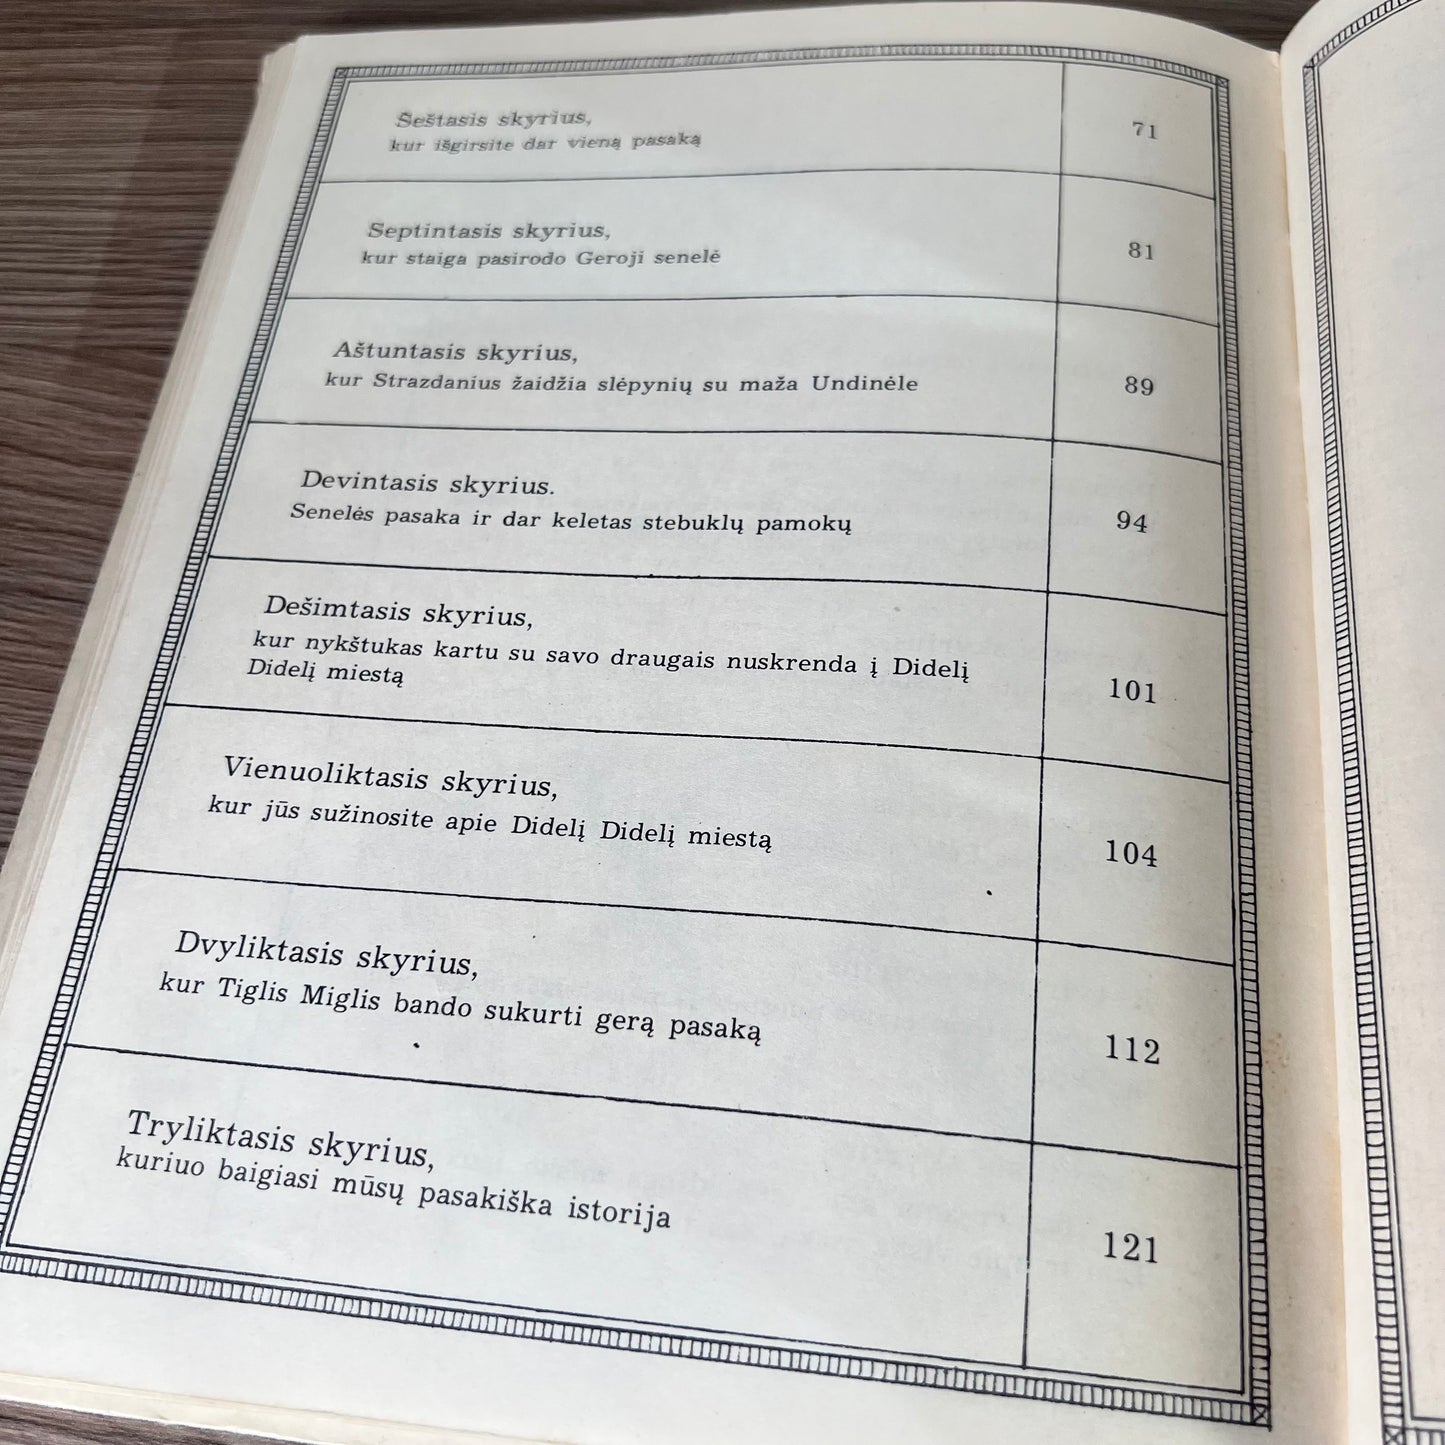 Šeštasis skyrius,
kur išgirsite dar vieną pasaką
71
Septintasis skyrius,
kur staiga pasirodo Geroji senelė
81
Aštuntasis skyrius,
kur Strazdanius žaidžia slėpynių su maža Undinėle
89
Devintasis skyrius.
Senelės pasaka ir dar keletas stebuklų pamokų
94
Dešimtasis skyrius,
kur nykštukas kartu su savo draugais nuskrenda į Didelį
Didelį miestą
101
Vienuoliktasis skyrius,
kur jūs sužinosite apie Didelį Didelį miestą
104
Dvyliktasis skyrius,
kur Tiglis Miglis bando sukurti gerą pasaką
112
Tryliktasis skyrius,
kuriuo baigiasi mūsų pasakiška istorija
121